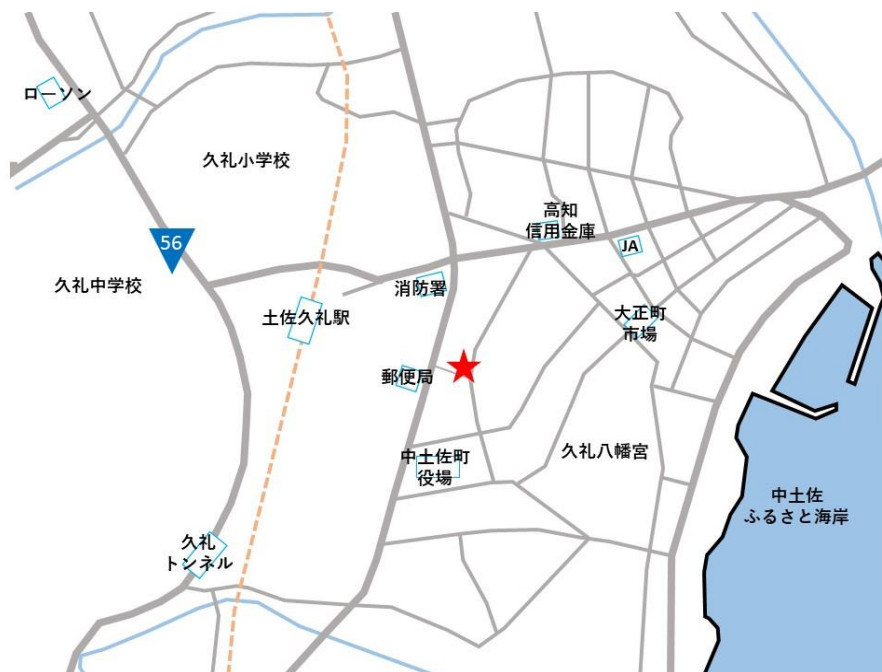 ローソン
久礼小学校
高知
信用金庫
56
JA
久礼中学校
消防署
土佐久礼駅
大正町
市場
郵便局
中土佐町
役場
久礼八幡宮
中土佐
ふるさと海岸
久礼
トンネル